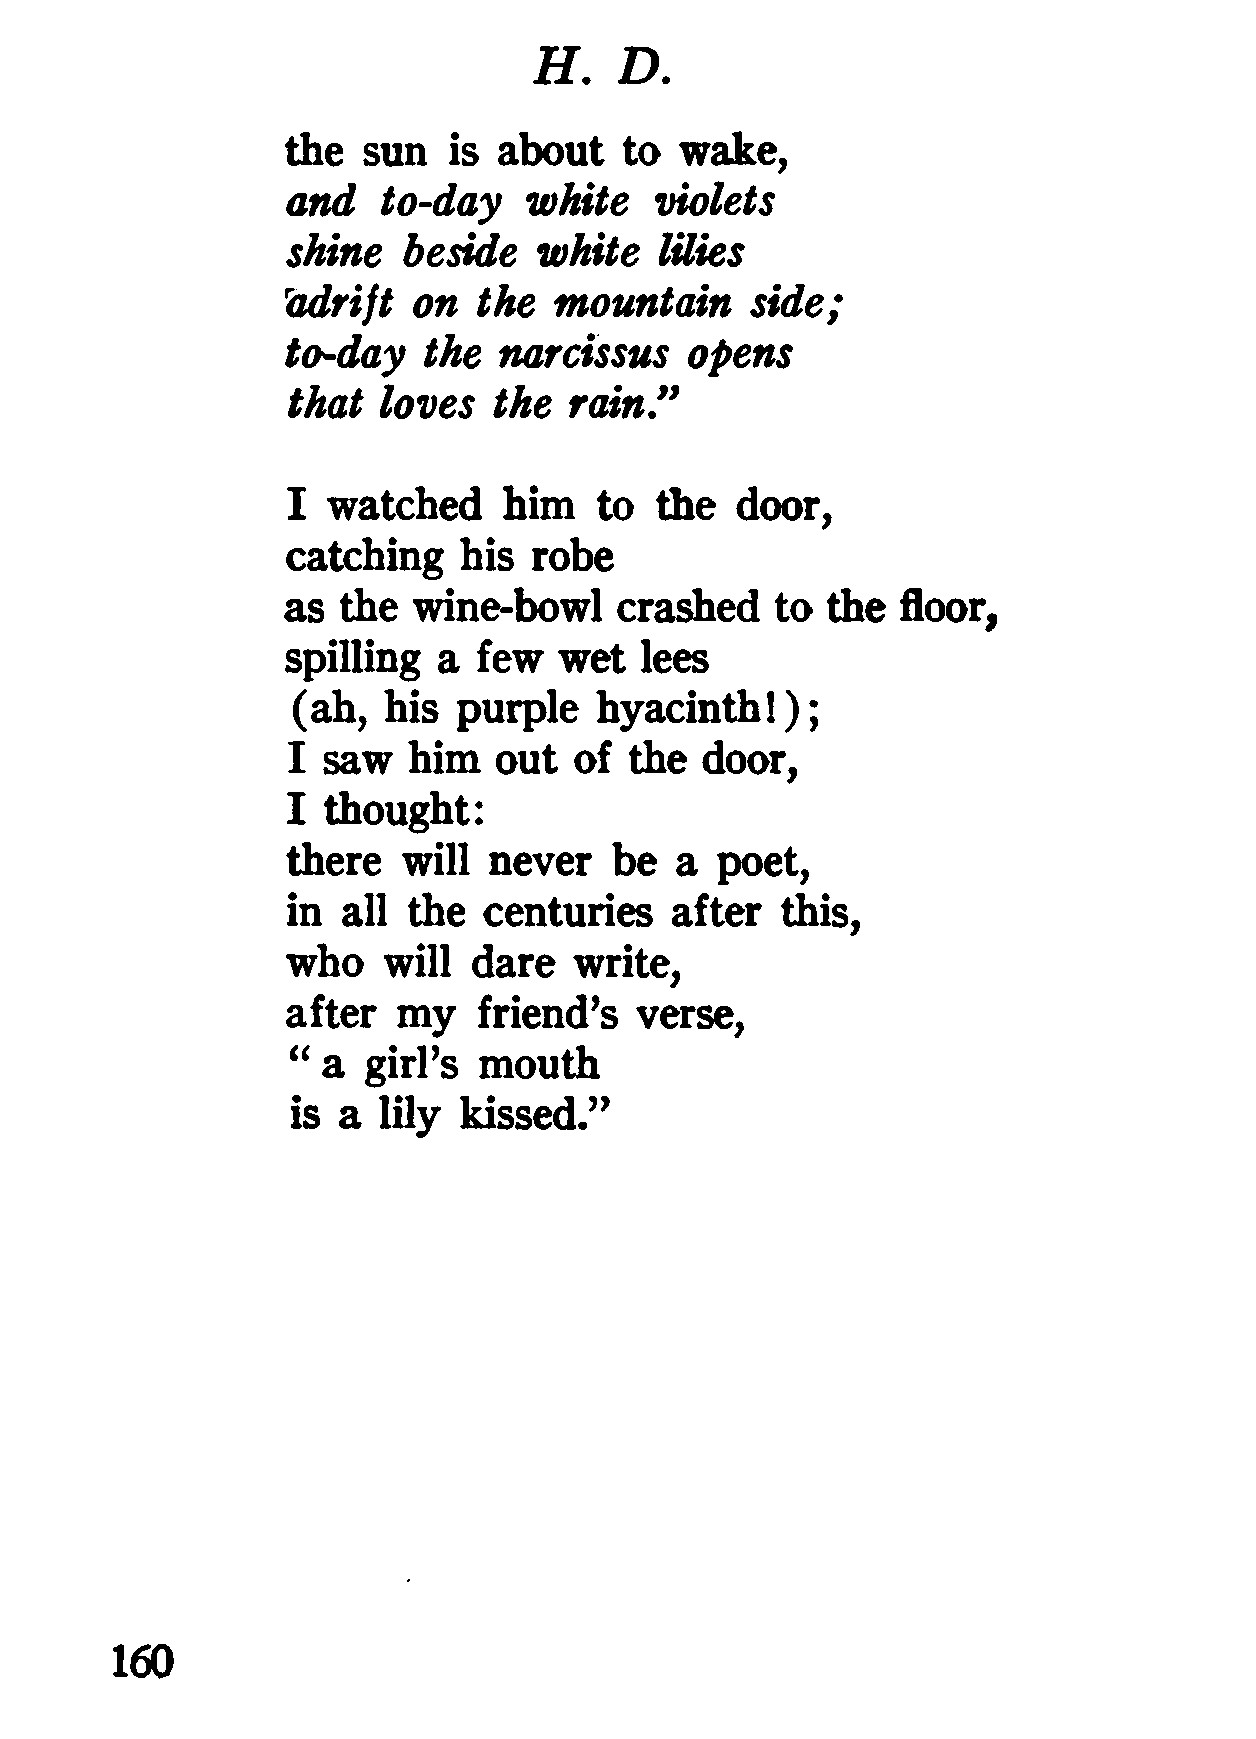 H. D.
the sun is about to wake,
and to-day white violets
shine beside white lilies
adrift on the mountain side;
to-day the narcissus opens
that loves the rain.”
I watched him to the door,
catching his robe
as the wine-bowl crashed to the floor,
spilling a few wet lees
(ah, his purple hyacinth!);
I saw him out of the door,
I thought:
there will never be a poet,
in all the centuries after this,
who will dare write,
after my friend’s verse,
“ a girl’s mouth
is a lily kissed.”
160